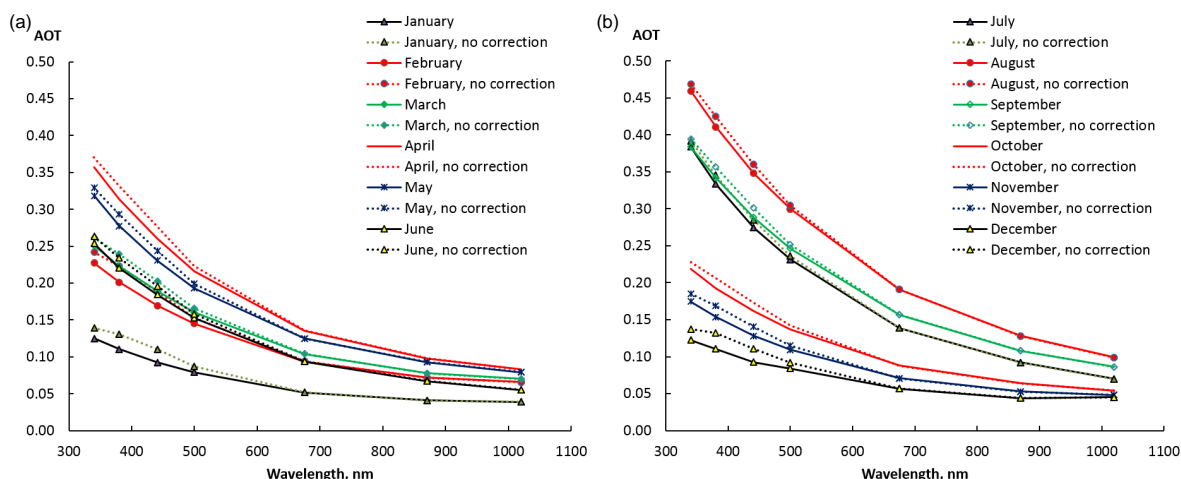 (a)
AOT
January
January, no correction
February
February, no correction
March
March, no correction
April
April, no correction
May
May, no correction
June
June, no correction
0.50
0.45
0.40
0.35
0.30
0.25
0.20
0.15
0.10
0.05
0.00
300 400 500 600 700 800 900 1000 1100
Wavelength, nm
(b)
AOT
July
July, no correction
August
August, no correction
September
September, no correction
October
October, no correction
November
November, no correction
December
December, no correction
0.50
0.45
0.40
0.35
0.30
0.25
0.20
0.15
0.10
0.05
0.00
300 400 500 600 700 800 900 1000 1100
Wavelength, nm